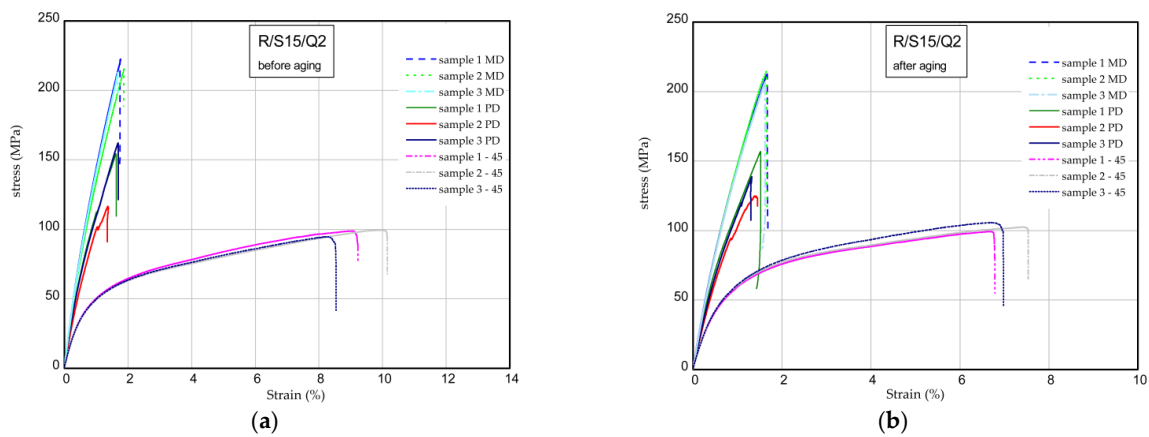 250
200
150
100
50
0
stress (MPa)
R/S15/Q2
before aging
sample 1 MD
sample 2 MD
sample 3 MD
sample 1 PD
sample 2 PD
sample 3 PD
sample 1 - 45
sample 2 - 45
sample 3 - 45
0 2 4 6 8 10 12 14
Strain (%)
(a)
250
200
150
100
50
0
stress (MPa)
R/S15/Q2
after aging
sample 1 MD
sample 2 MD
sample 3 MD
sample 1 PD
sample 2 PD
sample 3 PD
sample 1 - 45
sample 2 - 45
sample 3 - 45
0 2 4 6 8 10
Strain (%)
(b)